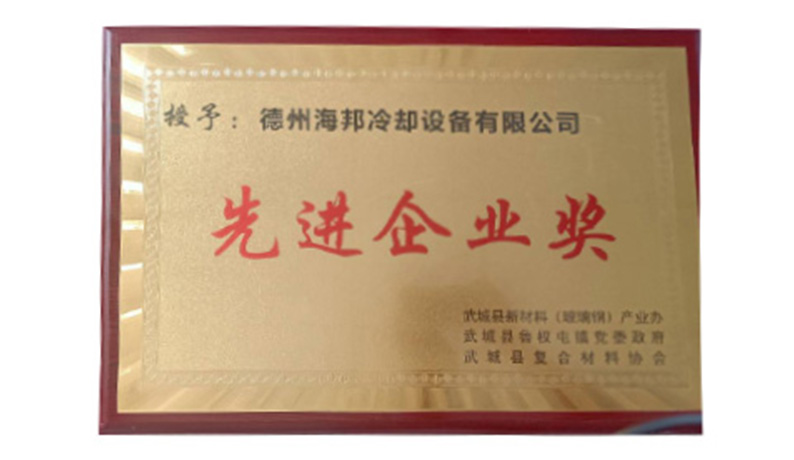 授予：德州海邦冷却设备有限公司
先进企业奖
武城县新材料（玻璃钢）产业办
武城县鲁权屯镇党委政府
武城县复合材料协会